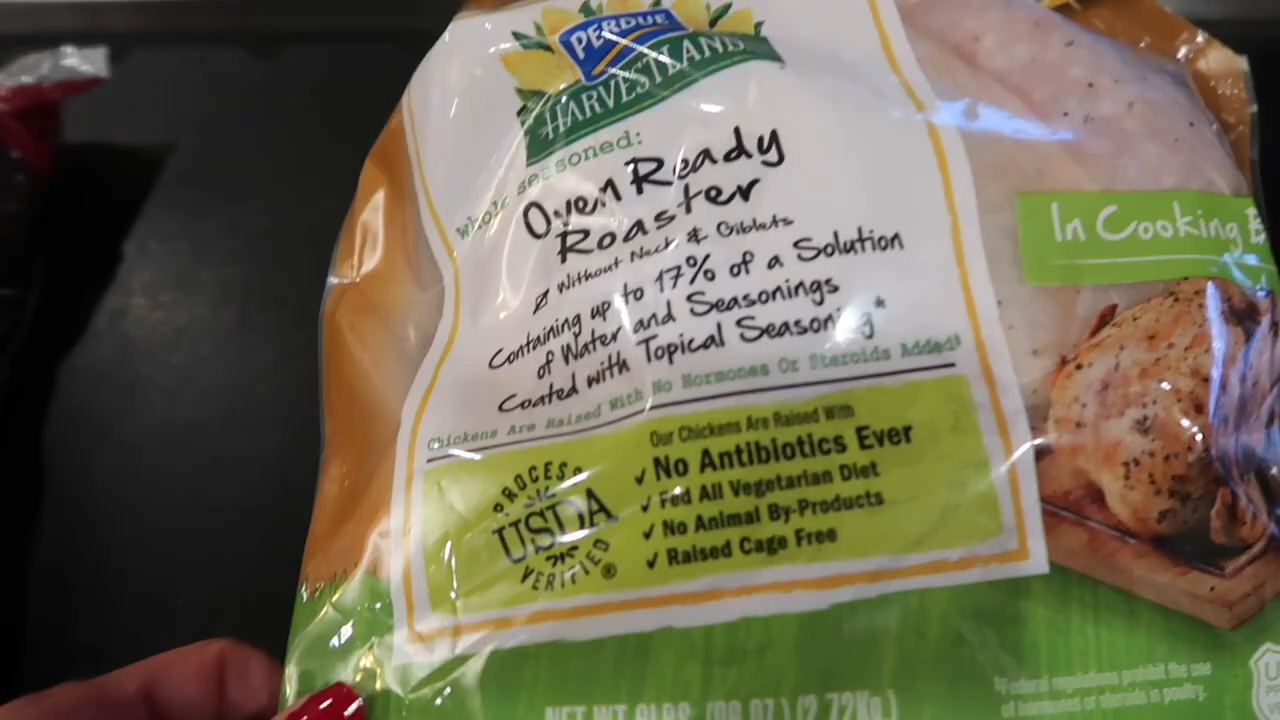 PERDUE
HARVESTLAND
whole seasoned:
Oven Ready
Roaster
Without Neck & Giblets
Containing up to 17% of a Solution
of Water and Seasonings
Coated with Topical Seasoning*
Chickens Are Raised With No Hormones Or Steroids Added†
Our Chickens Are Raised With
✓ No Antibiotics Ever
✓ Fed All Vegetarian Diet
✓ No Animal By-Products
✓ Raised Cage Free
PROCESS
USDA
VERIFIED®
In Cooking
NET WT 6LBS. (96 OZ.) (2.72Kg.)
†Federal regulations prohibit the use
of hormones or steroids in poultry.